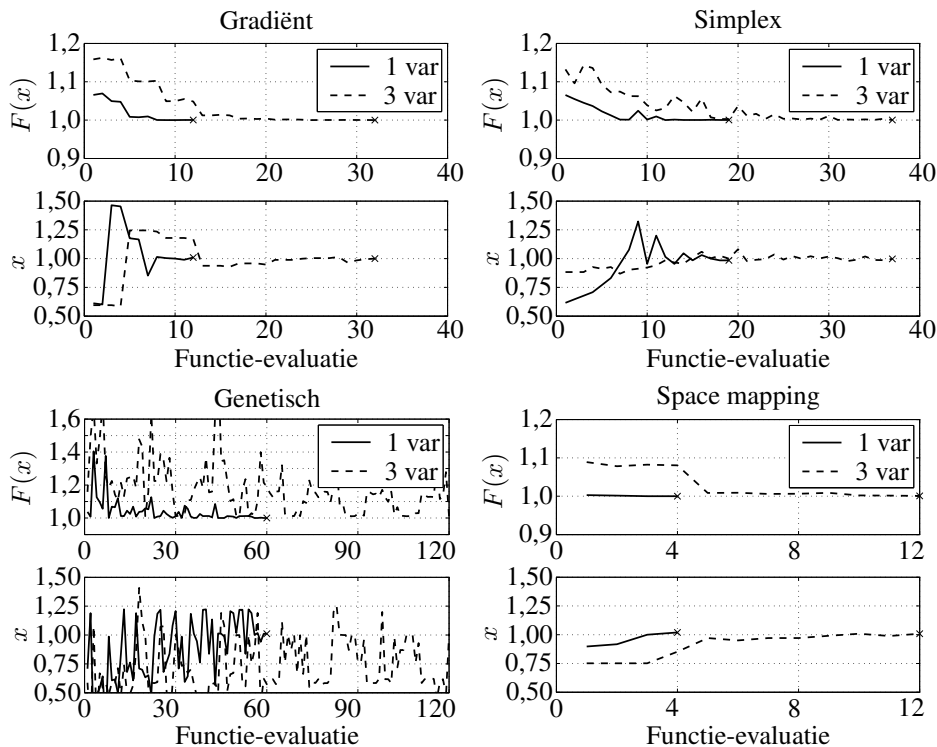 Gradiënt
1,2
1,1
1,0
0,9
F(x)
1 var
3 var
0 10 20 30 40
1,50
1,25
1,00
0,75
0,50
x
0 10 20 30 40
Functie-evaluatie
Simplex
1,2
1,1
1,0
0,9
F(x)
1 var
3 var
0 10 20 30 40
1,50
1,25
1,00
0,75
0,50
x
0 10 20 30 40
Functie-evaluatie
Genetisch
1,6
1,4
1,2
1,0
F(x)
1 var
3 var
0 30 60 90 120
1,50
1,25
1,00
0,75
0,50
x
0 30 60 90 120
Functie-evaluatie
Space mapping
1,2
1,1
1,0
0,9
F(x)
1 var
3 var
0 4 8 12
1,50
1,25
1,00
0,75
0,50
x
0 4 8 12
Functie-evaluatie